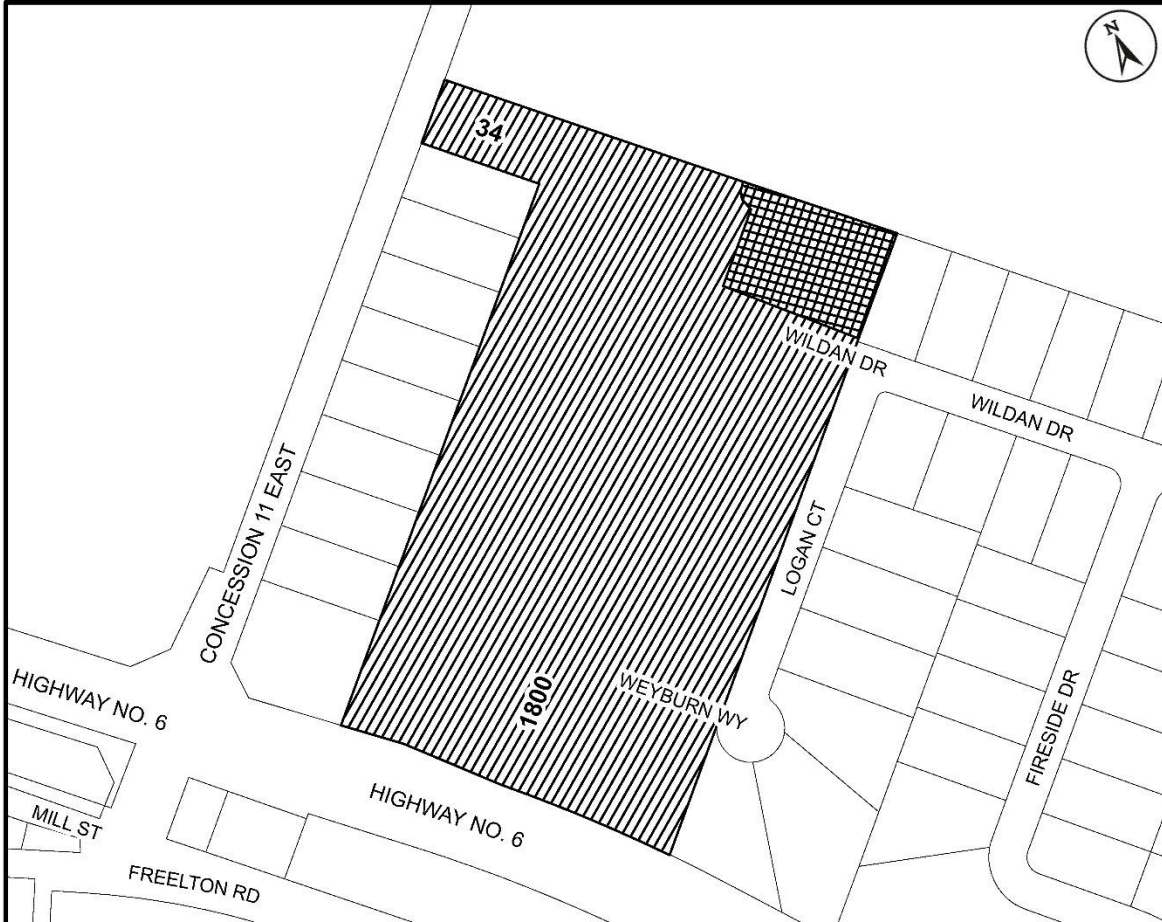 N
34
WILDAN DR
WILDAN DR
CONCESSION 11 EAST
LOGAN CT
WEYBURN WY
1800
FIRESIDE DR
HIGHWAY NO. 6
HIGHWAY NO. 6
MILL ST
FREELTON RD